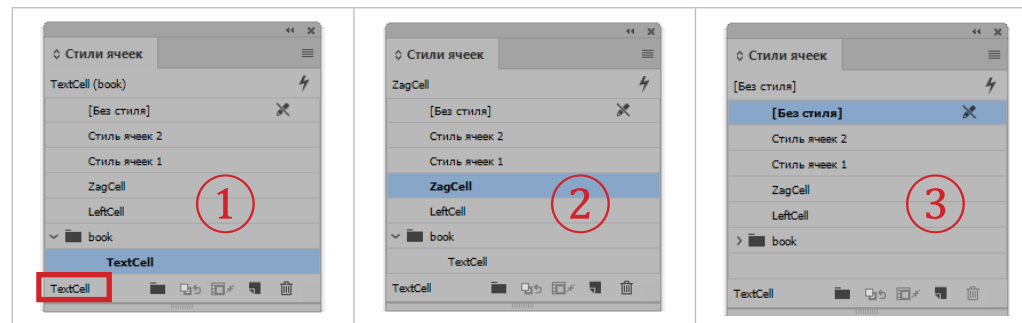 Стили ячеек
TextCell (book)
[Без стиля]
Стиль ячеек 2
Стиль ячеек 1
ZagCell
LeftCell
book
TextCell
TextCell
1
Стили ячеек
ZagCell
[Без стиля]
Стиль ячеек 2
Стиль ячеек 1
ZagCell
LeftCell
book
TextCell
TextCell
2
Стили ячеек
[Без стиля]
[Без стиля]
Стиль ячеек 2
Стиль ячеек 1
ZagCell
LeftCell
book
TextCell
3